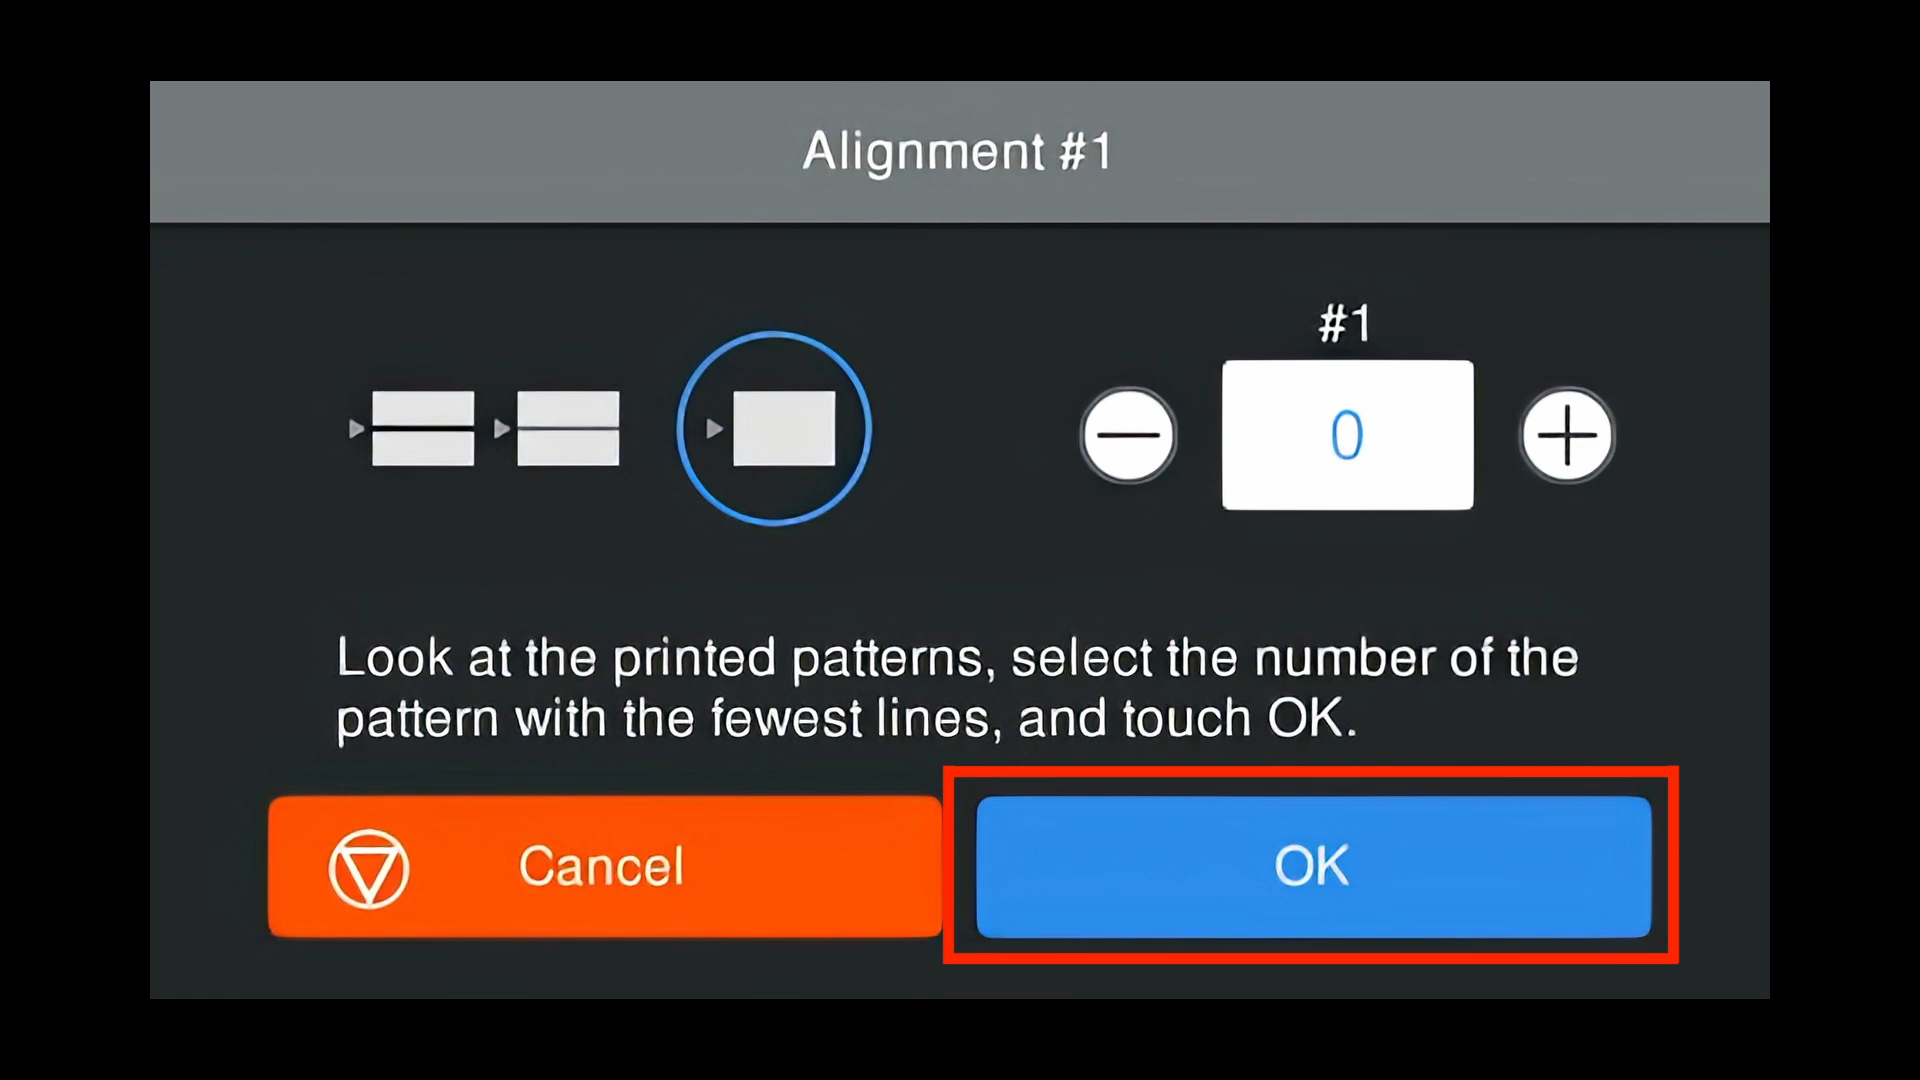 Alignment #1
#1
0
Look at the printed patterns, select the number of the
pattern with the fewest lines, and touch OK.
Cancel
OK